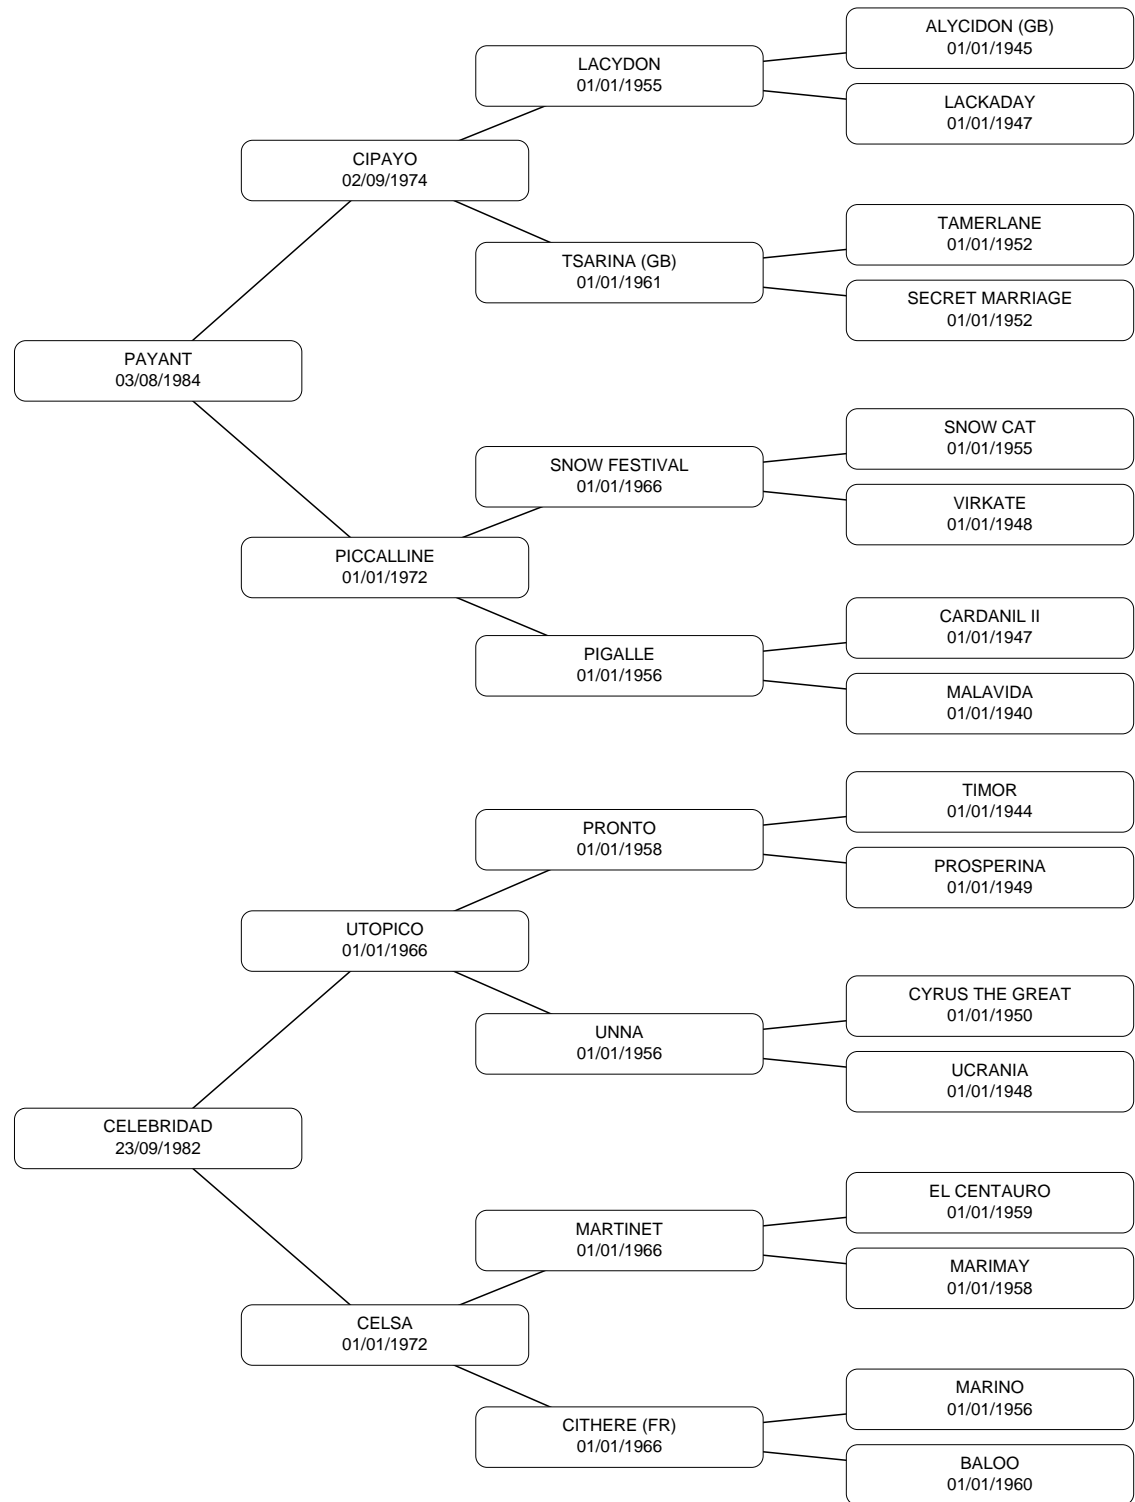 ALYCIDON (GB)
01/01/1945
LACYDON
01/01/1955
LACKADAY
01/01/1947
CIPAYO
02/09/1974
TAMERLANE
01/01/1952
TSARINA (GB)
01/01/1961
SECRET MARRIAGE
01/01/1952
PAYANT
03/08/1984
SNOW CAT
01/01/1955
SNOW FESTIVAL
01/01/1966
VIRKATE
01/01/1948
PICCALLINE
01/01/1972
CARDANIL II
01/01/1947
PIGALLE
01/01/1956
MALAVIDA
01/01/1940
TIMOR
01/01/1944
PRONTO
01/01/1958
PROSPERINA
01/01/1949
UTOPICO
01/01/1966
CYRUS THE GREAT
01/01/1950
UNNA
01/01/1956
UCRANIA
01/01/1948
CELEBRIDAD
23/09/1982
EL CENTAURO
01/01/1959
MARTINET
01/01/1966
MARIMAY
01/01/1958
CELSA
01/01/1972
MARINO
01/01/1956
CITHERE (FR)
01/01/1966
BALOO
01/01/1960